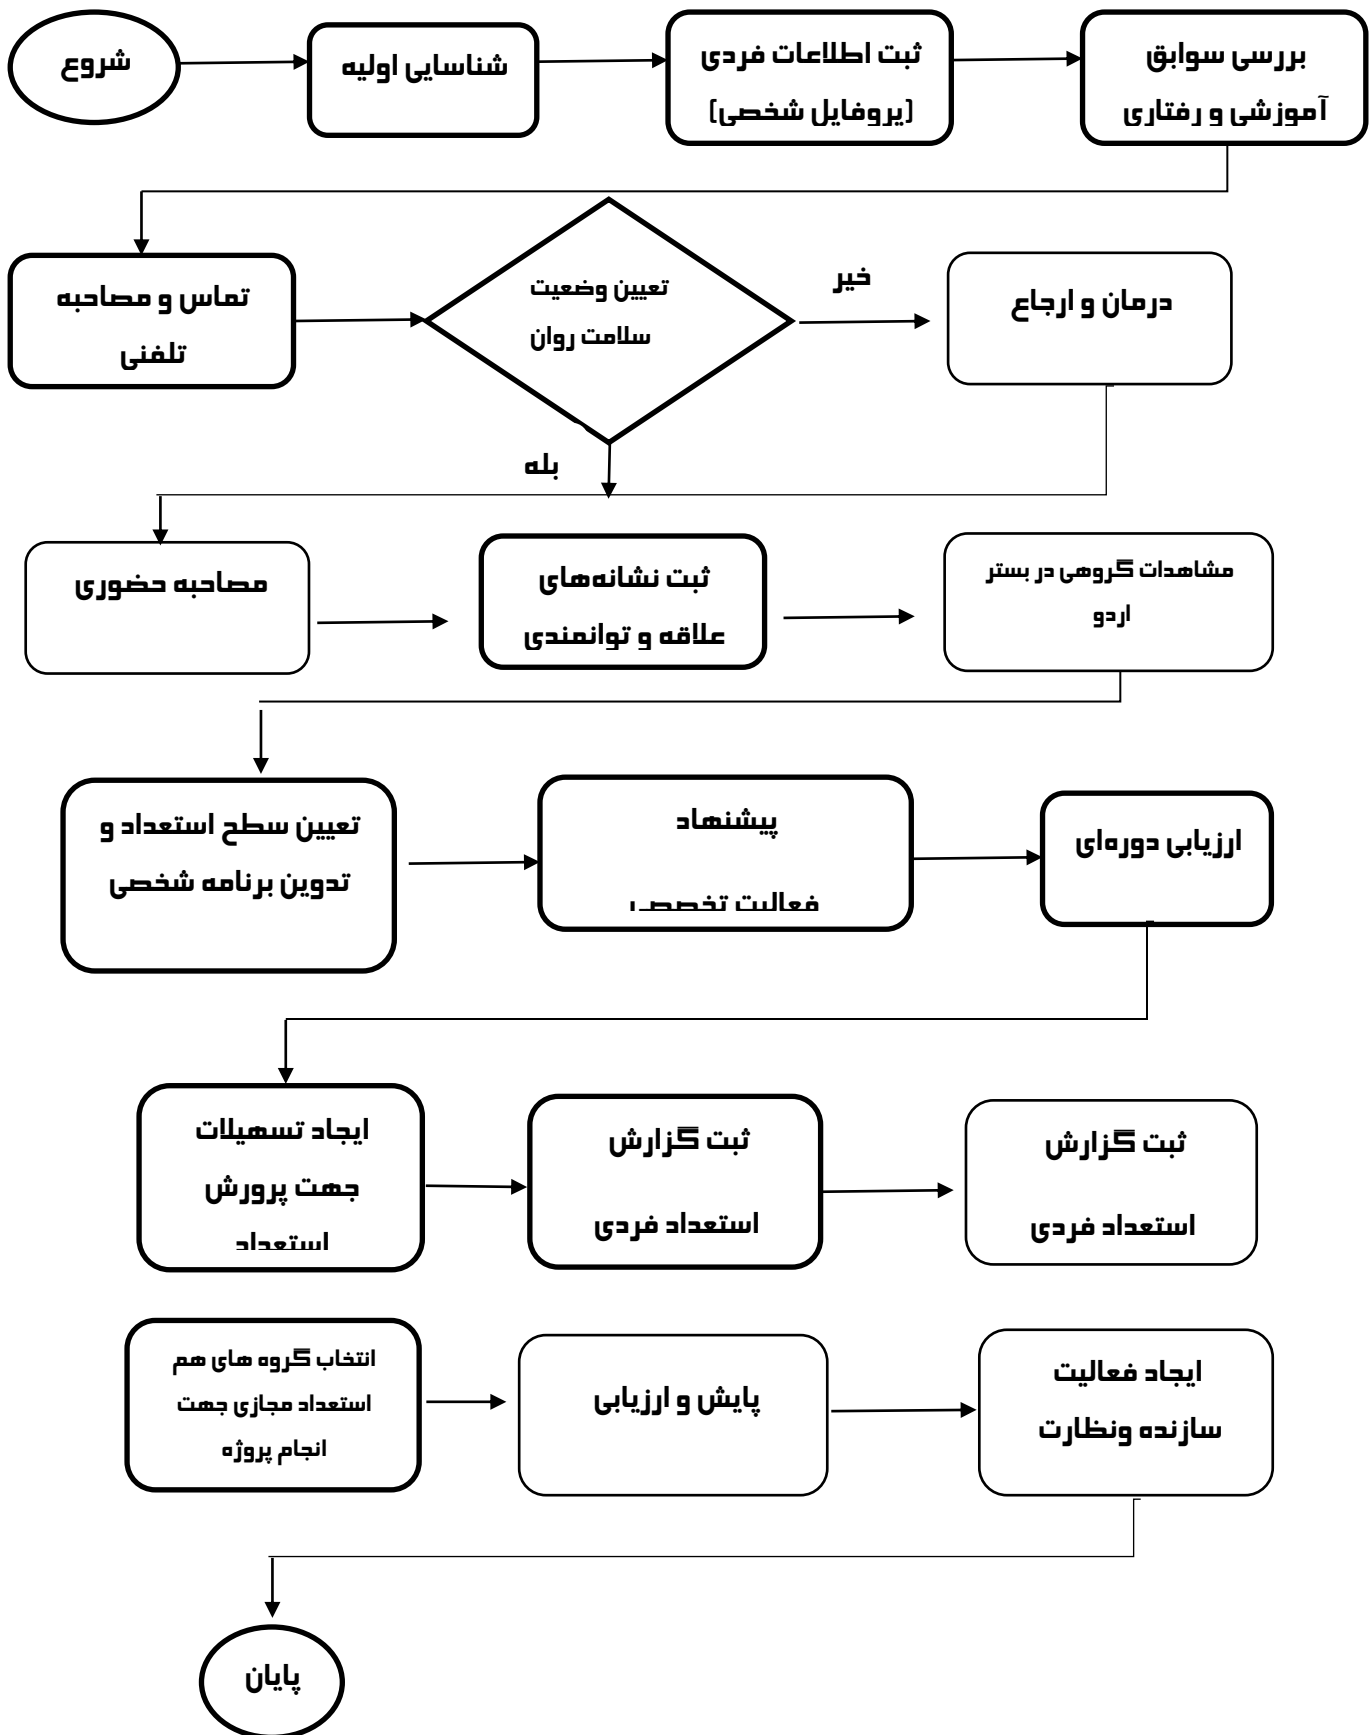 شروع
شناسایی اولیه
ثبت اطلاعات فردی
(پروفایل شخصی)
بررسی سوابق
آموزشی و رفتاری
تماس و مصاحبه
تلفنی
تعیین وضعیت
سلامت روان
خیر
درمان و ارجاع
بله
مصاحبه حضوری
ثبت نشانه‌های
علاقه و توانمندی
مشاهدات گروهی در بستر
اردو
تعیین سطح استعداد و
تدوین برنامه شخصی
پیشنهاد
فعالیت تخصصی
ارزیابی دوره‌ای
ایجاد تسهیلات
جهت پرورش
استعداد
ثبت گزارش
استعداد فردی
ثبت گزارش
استعداد فردی
انتخاب گروه های هم
استعداد مجازی جهت
انجام پروژه
پایش و ارزیابی
ایجاد فعالیت
سازنده ونظارت
پایان